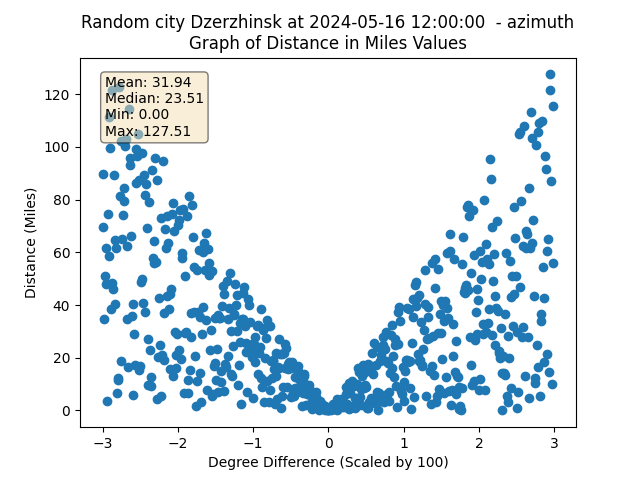 Random city Dzerzhinsk at 2024-05-16 12:00:00  - azimuth
Graph of Distance in Miles Values
Mean: 31.94
Median: 23.51
Min: 0.00
Max: 127.51
Distance (Miles)
120
100
80
60
40
20
0
−3 −2 −1 0 1 2 3
Degree Difference (Scaled by 100)